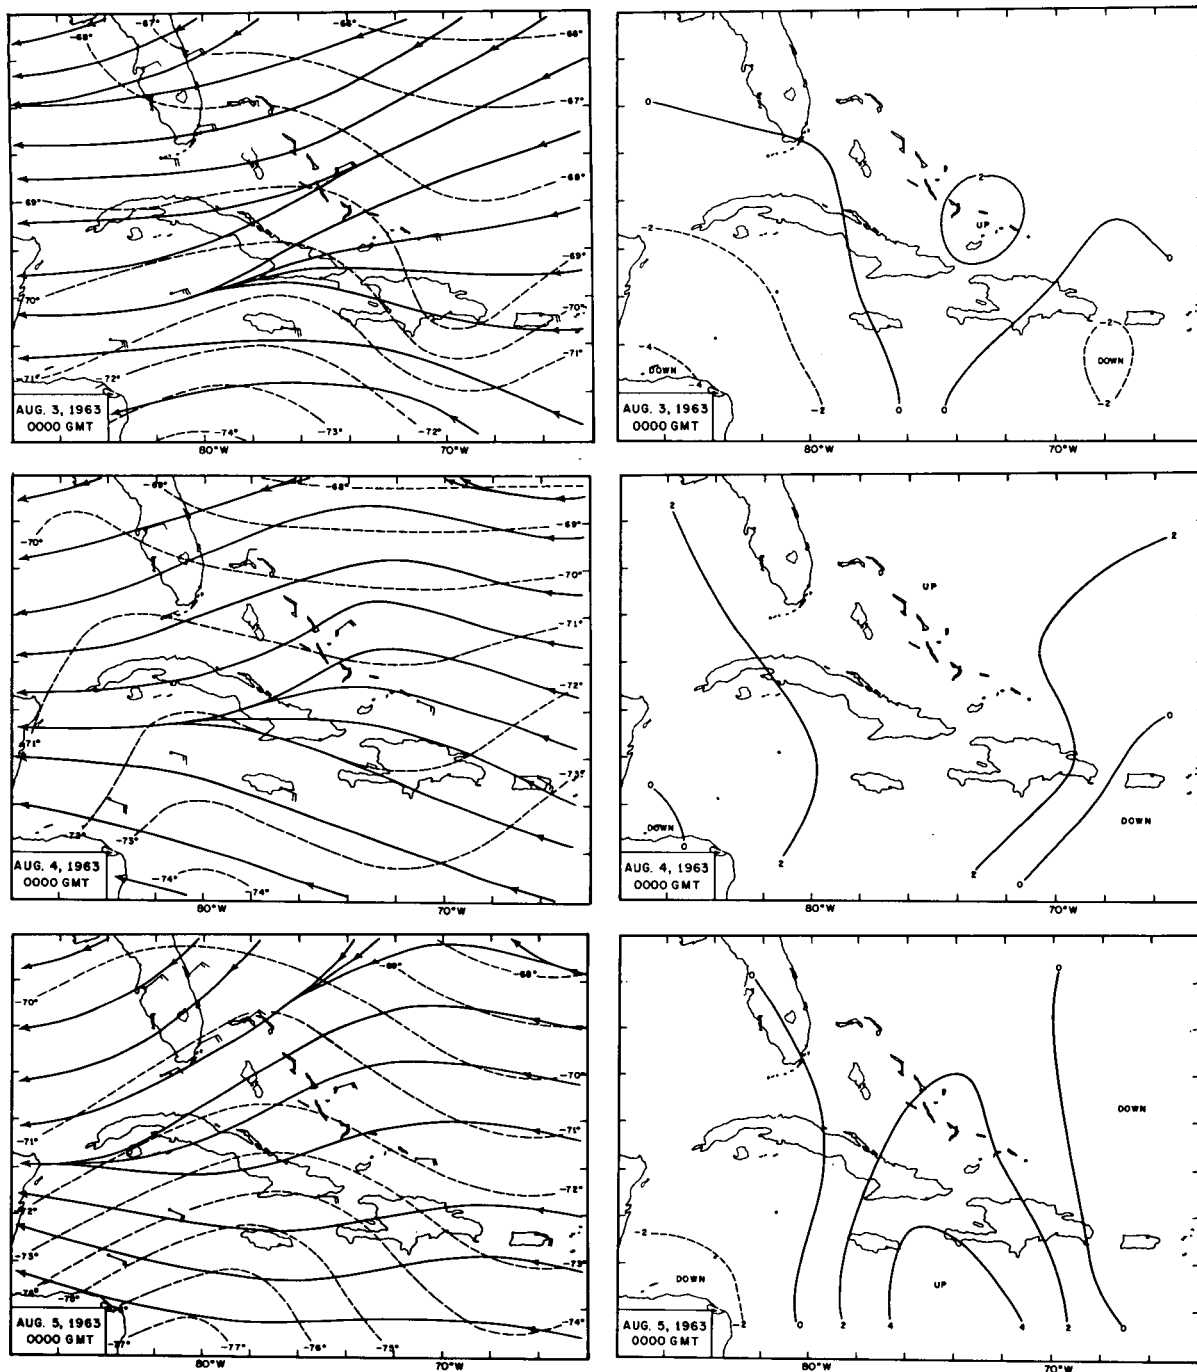 -67° -66°
-68° -66°
-67°
-68°
-69°
-69°
-70° -70°
-71°
-71° -72°
AUG. 3, 1963
0000 GMT
-74° -73° -72°
80°W 70°W
0
2
UP
-2 0
-2
-4 DOWN
DOWN
-4 -2
-2 0 0
AUG. 3, 1963
0000 GMT
80°W 70°W
-69° -68°
-69°
-70°
-70°
-71°
-72°
-71°
-73°
-72° -73°
AUG. 4, 1963
0000 GMT
-74° -74°
80°W 70°W
2
2
UP
0
0
DOWN DOWN
0
2 2 0
AUG. 4, 1963
0000 GMT
80°W 70°W
-69° -68°
-70°
-70°
-71° -71°
-72°
-72°
-73° -73°
-74° -75°
AUG. 5, 1963
0000 GMT
-74°
-77° -77° -76° -75°
80°W 70°W
0 0
DOWN
-2
DOWN UP
-2 0 2 4 4 2 0
AUG. 5, 1963
0000 GMT
80°W 70°W